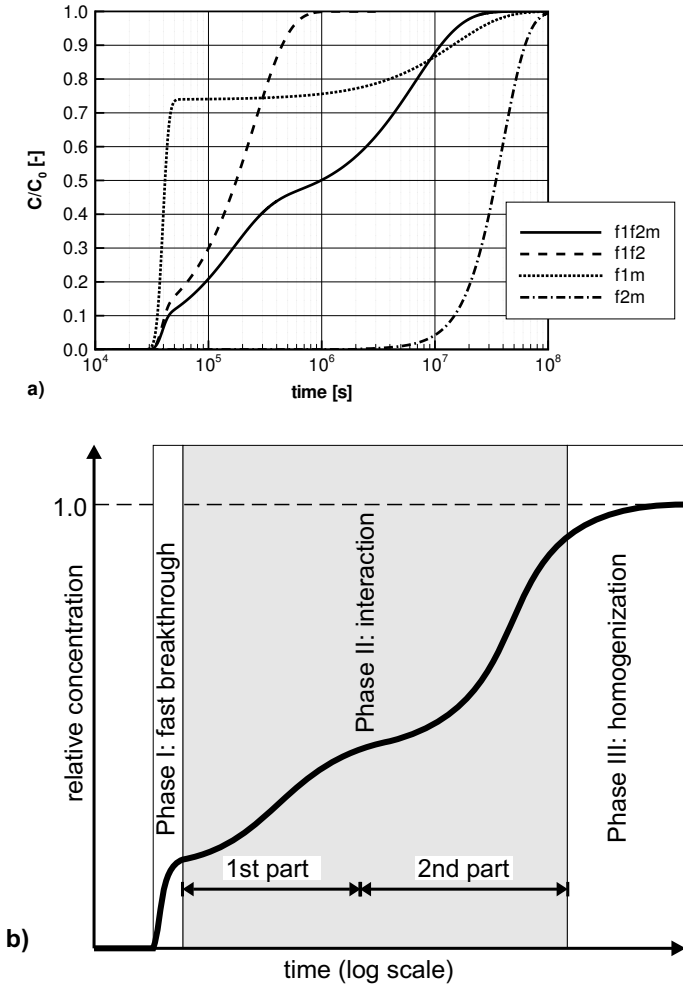 1.0
0.9
0.8
0.7
0.6
0.5
0.4
0.3
0.2
0.1
0.0
C/C0 [-]
10^4 10^5 10^6 10^7 10^8
time [s]
f1f2m
f1f2
f1m
f2m
a)
1.0
relative concentration
Phase I: fast breakthrough
Phase II: interaction
Phase III: homogenization
1st part 2nd part
b)
time (log scale)